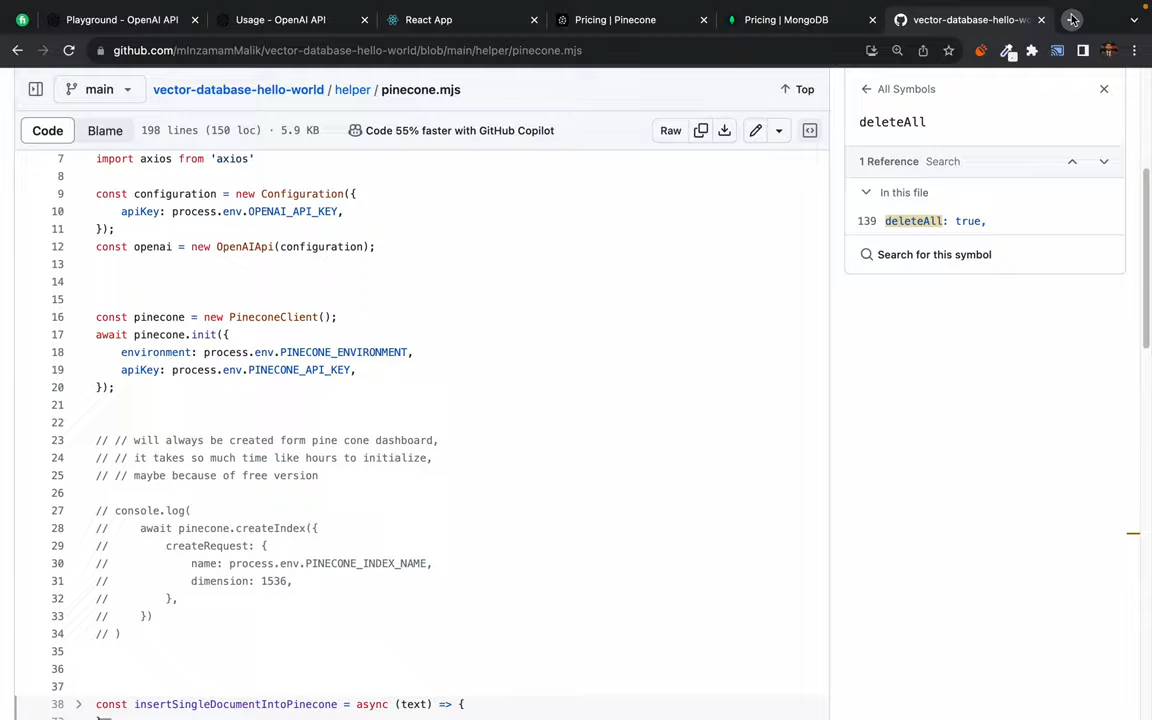 Playground - OpenAI API
Usage - OpenAI API
React App
Pricing | Pinecone
Pricing | MongoDB
vector-database-hello-wo
github.com/mInzamamMalik/vector-database-hello-world/blob/main/helper/pinecone.mjs
main
vector-database-hello-world / helper / pinecone.mjs
Top
Code
Blame
198 lines (150 loc) · 5.9 KB
Code 55% faster with GitHub Copilot
Raw
7 import axios from 'axios'
8
9 const configuration = new Configuration({
10 apiKey: process.env.OPENAI_API_KEY,
11 });
12 const openai = new OpenAIApi(configuration);
13
14
15
16 const pinecone = new PineconeClient();
17 await pinecone.init({
18 environment: process.env.PINECONE_ENVIRONMENT,
19 apiKey: process.env.PINECONE_API_KEY,
20 });
21
22
23 // // will always be created form pine cone dashboard,
24 // // it takes so much time like hours to initialize,
25 // // maybe because of free version
26
27 // console.log(
28 // await pinecone.createIndex({
29 // createRequest: {
30 // name: process.env.PINECONE_INDEX_NAME,
31 // dimension: 1536,
32 // },
33 // })
34 // )
35
36
37
38 const insertSingleDocumentIntoPinecone = async (text) => {
All Symbols
deleteAll
1 Reference Search
In this file
139 deleteAll: true,
Search for this symbol